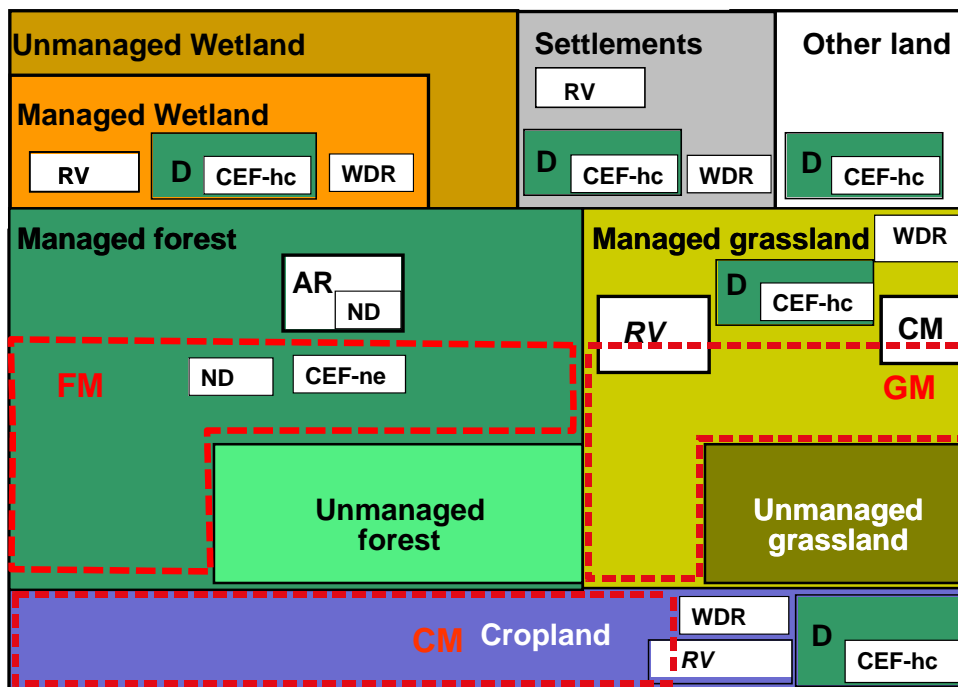 Unmanaged Wetland
Managed Wetland
RV
D
CEF-hc
WDR
Settlements
RV
D
CEF-hc
WDR
Other land
D
CEF-hc
Managed forest
AR
ND
FM
ND
CEF-ne
Unmanaged
forest
Managed grassland
WDR
D
CEF-hc
RV
CM
GM
Unmanaged
grassland
CM Cropland
WDR
RV
D
CEF-hc